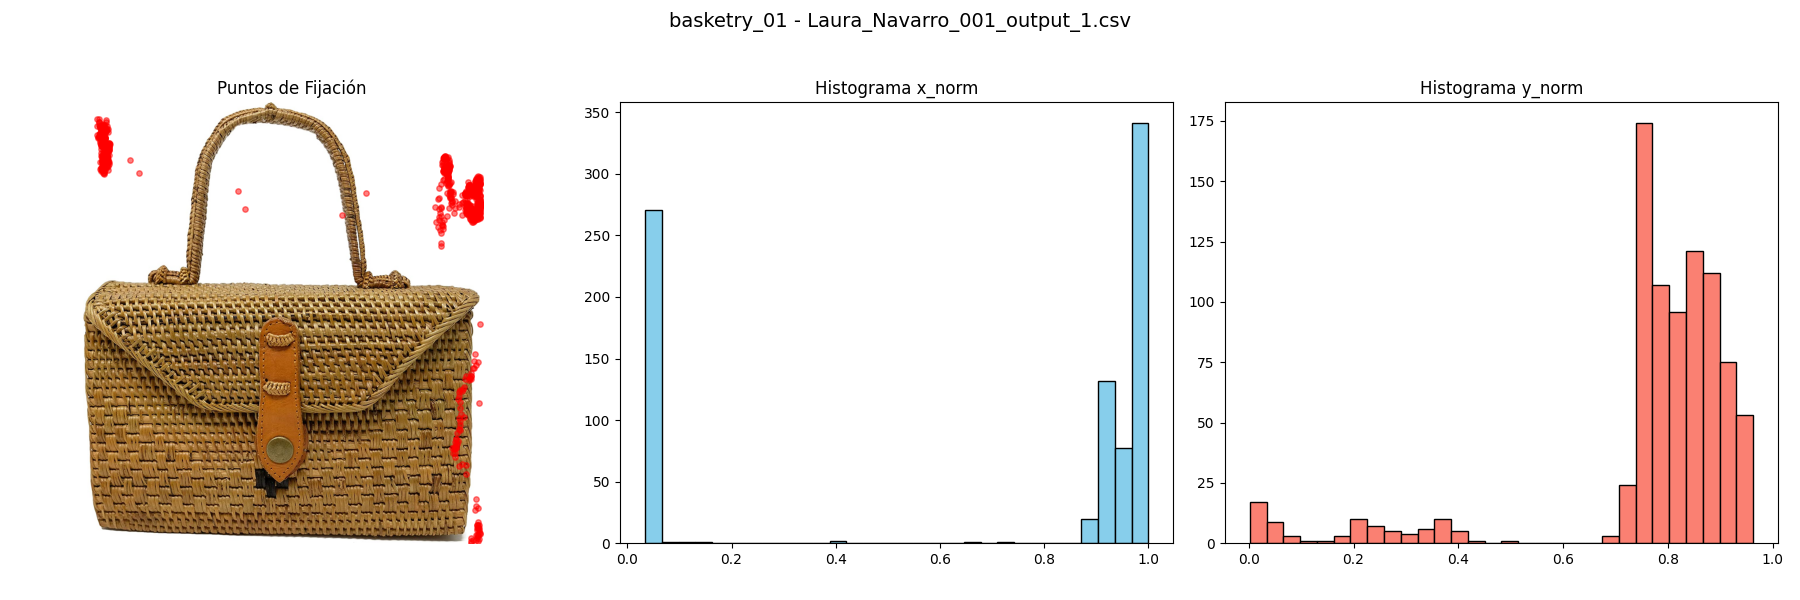 basketry_01 - Laura_Navarro_001_output_1.csv
Puntos de Fijación
Histograma x_norm
Histograma y_norm
350
300
250
200
150
100
50
0
0.0 0.2 0.4 0.6 0.8 1.0
175
150
125
100
75
50
25
0
0.0 0.2 0.4 0.6 0.8 1.0